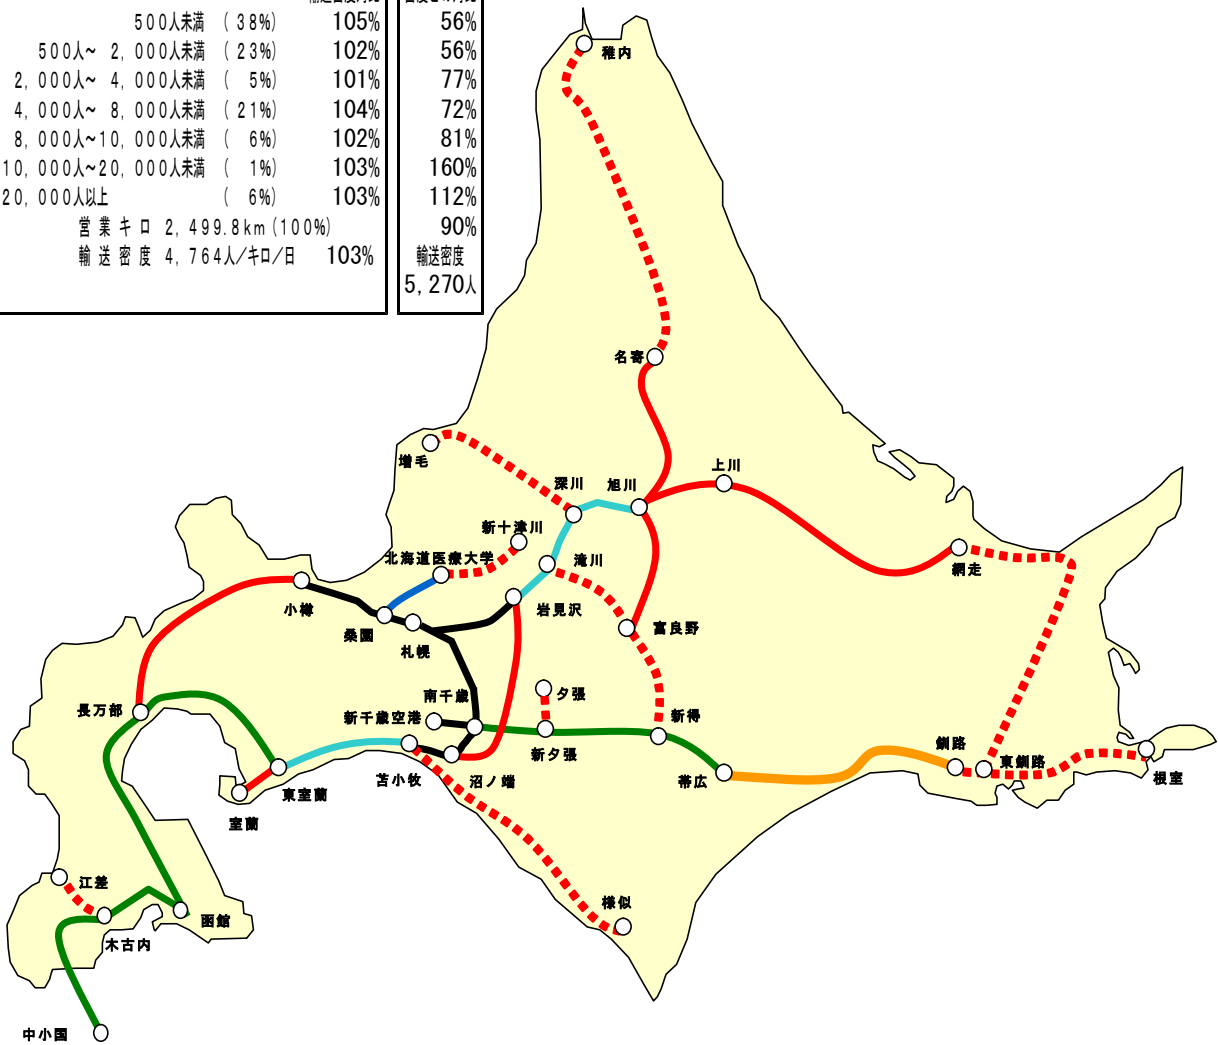 500人未満 (38%) 105% 56%
500人~ 2,000人未満 (23%) 102% 56%
2,000人~ 4,000人未満 ( 5%) 101% 77%
4,000人~ 8,000人未満 (21%) 104% 72%
8,000人~10,000人未満 ( 6%) 102% 81%
10,000人~20,000人未満 ( 1%) 103% 160%
20,000人以上 ( 6%) 103% 112%
営業キロ 2,499.8km(100%) 90%
輸送密度 4,764人/キロ/日 103% 輸送密度
5,270人
稚内
名寄
増毛
深川
旭川
上川
新十津川
北海道医療大学
滝川
網走
小樽
岩見沢
桑園
札幌
富良野
南千歳
夕張
長万部
新千歳空港
新得
釧路
新夕張
東釧路
苫小牧
沼ノ端
帯広
根室
東室蘭
室蘭
江差
様似
函館
木古内
中小国